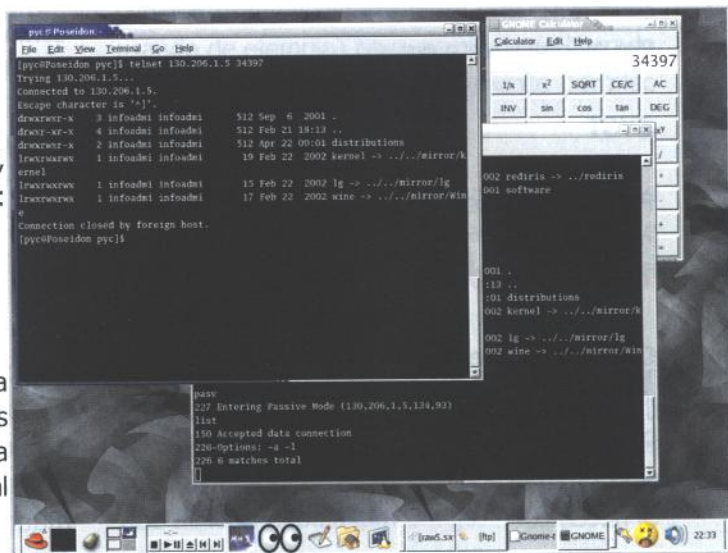 pyc@Poseidon:~
File Edit View Terminal Go Help
[pyc@Poseidon pyc]$ telnet 130.206.1.5 34397
Trying 130.206.1.5...
Connected to 130.206.1.5.
Escape character is '^]'.
drwxrwxr-x 3 infoadmi infoadmi 512 Sep 6 2001 .
drwxr-xr-x 4 infoadmi infoadmi 512 Feb 21 18:13 ..
drwxrwxr-x 2 infoadmi infoadmi 512 Apr 22 00:01 distributions
lrwxrwxrwx 1 infoadmi infoadmi 19 Feb 22 2002 kernel -> ../../mirror/k
ernel
lrwxrwxrwx 1 infoadmi infoadmi 15 Feb 22 2002 lg -> ../../mirror/lg
lrwxrwxrwx 1 infoadmi infoadmi 17 Feb 22 2002 wine -> ../../mirror/Win
e
Connection closed by foreign host.
[pyc@Poseidon pyc]$
GNOME Calculator
Calculator Edit Help
34397
1/x x² SQRT CE/C AC
INV sin cos tan DEG
002 rediris -> ../rediris
001 software
001 .
:13 ..
:01 distributions
002 kernel -> ../../mirror/k
002 lg -> ../../mirror/lg
002 wine -> ../../mirror/Win
pasv
227 Entering Passive Mode (130,206,1,5,134,93)
list
150 Accepted data connection
226-Options: -a -l
226 6 matches total
a
s
a
al
[raw5.sx
[ftp]
Gnome-t
GNOME
22:33